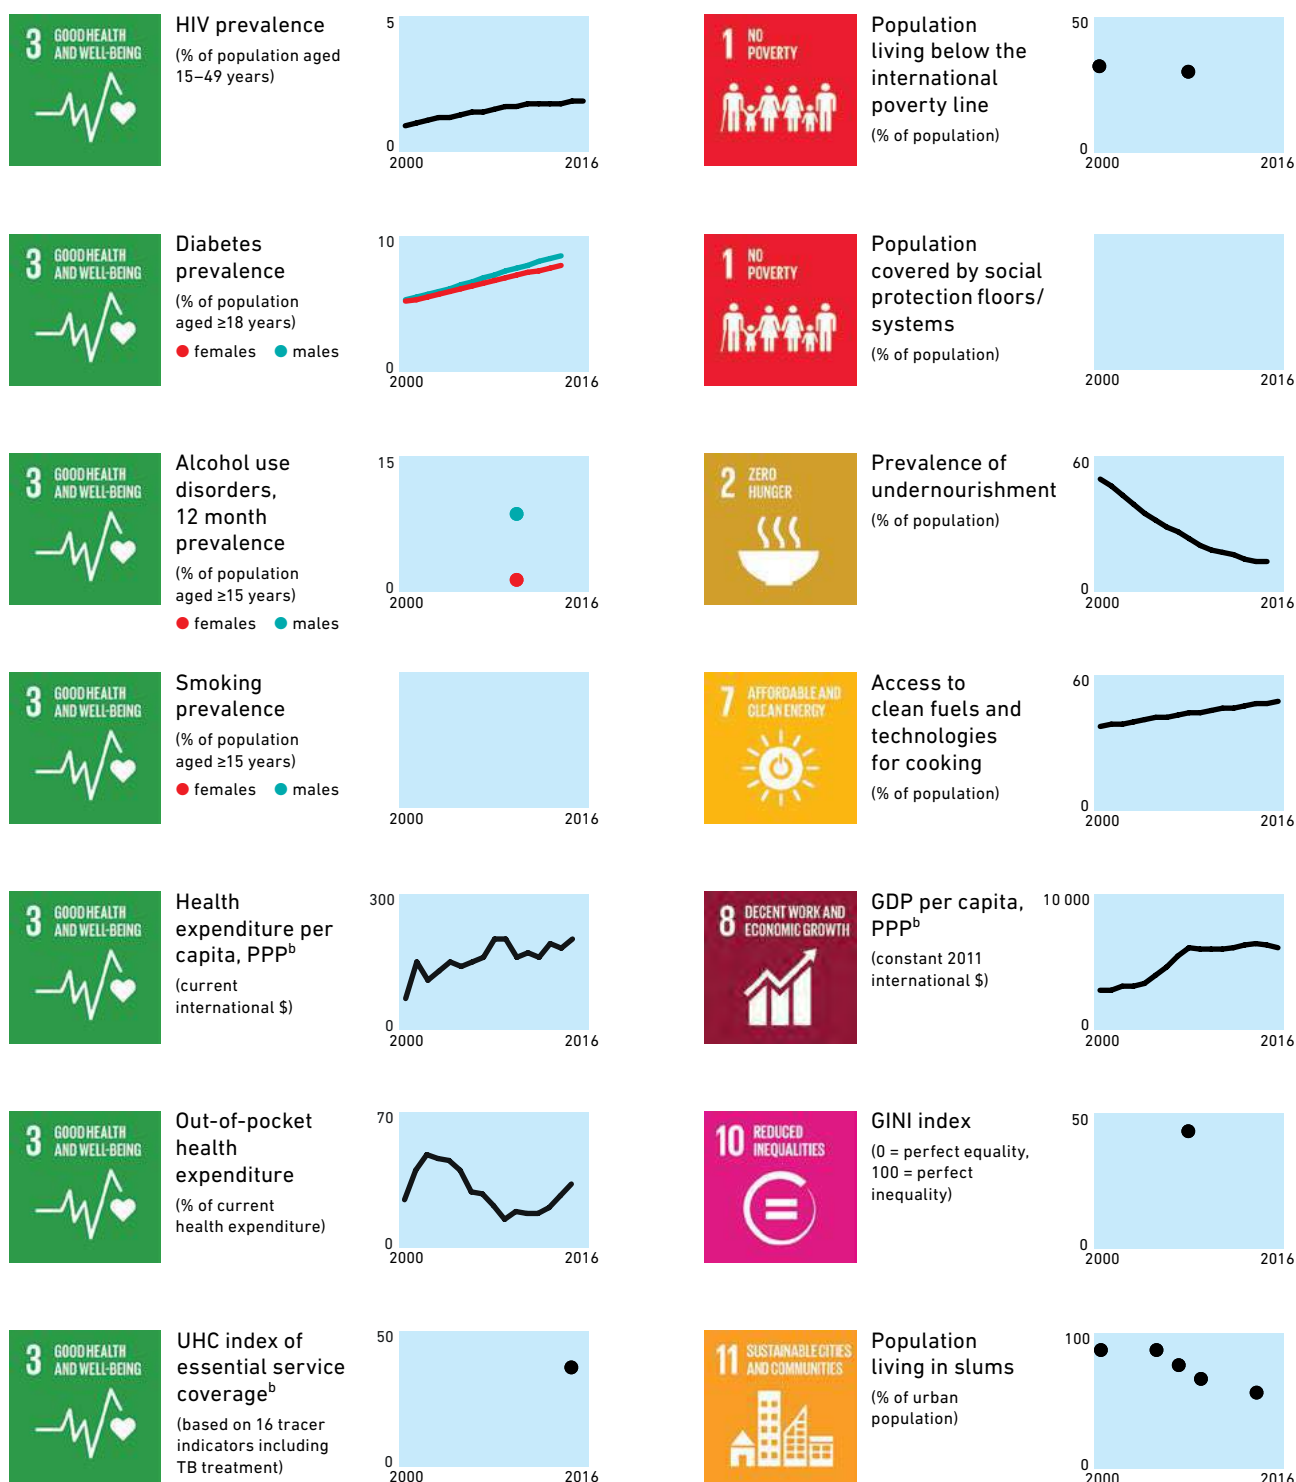 3 GOOD HEALTH
AND WELL-BEING
HIV prevalence
(% of population aged
15–49 years)
5
0
2000 2016
3 GOOD HEALTH
AND WELL-BEING
Diabetes
prevalence
(% of population
aged ≥18 years)
females males
10
0
2000 2016
3 GOOD HEALTH
AND WELL-BEING
Alcohol use
disorders,
12 month
prevalence
(% of population
aged ≥15 years)
females males
15
0
2000 2016
3 GOOD HEALTH
AND WELL-BEING
Smoking
prevalence
(% of population
aged ≥15 years)
females males
2000 2016
3 GOOD HEALTH
AND WELL-BEING
Health
expenditure per
capita, PPPᵇ
(current
international $)
300
0
2000 2016
3 GOOD HEALTH
AND WELL-BEING
Out-of-pocket
health
expenditure
(% of current
health expenditure)
70
0
2000 2016
3 GOOD HEALTH
AND WELL-BEING
UHC index of
essential service
coverageᵇ
(based on 16 tracer
indicators including
TB treatment)
50
0
2000 2016
1 NO
POVERTY
Population
living below the
international
poverty line
(% of population)
50
0
2000 2016
1 NO
POVERTY
Population
covered by social
protection floors/
systems
(% of population)
2000 2016
2 ZERO
HUNGER
Prevalence of
undernourishment
(% of population)
60
0
2000 2016
7 AFFORDABLE AND
CLEAN ENERGY
Access to
clean fuels and
technologies
for cooking
(% of population)
60
0
2000 2016
8 DECENT WORK AND
ECONOMIC GROWTH
GDP per capita,
PPPᵇ
(constant 2011
international $)
10 000
0
2000 2016
10 REDUCED
INEQUALITIES
GINI index
(0 = perfect equality,
100 = perfect
inequality)
50
0
2000 2016
11 SUSTAINABLE CITIES
AND COMMUNITIES
Population
living in slums
(% of urban
population)
100
0
2000 2016